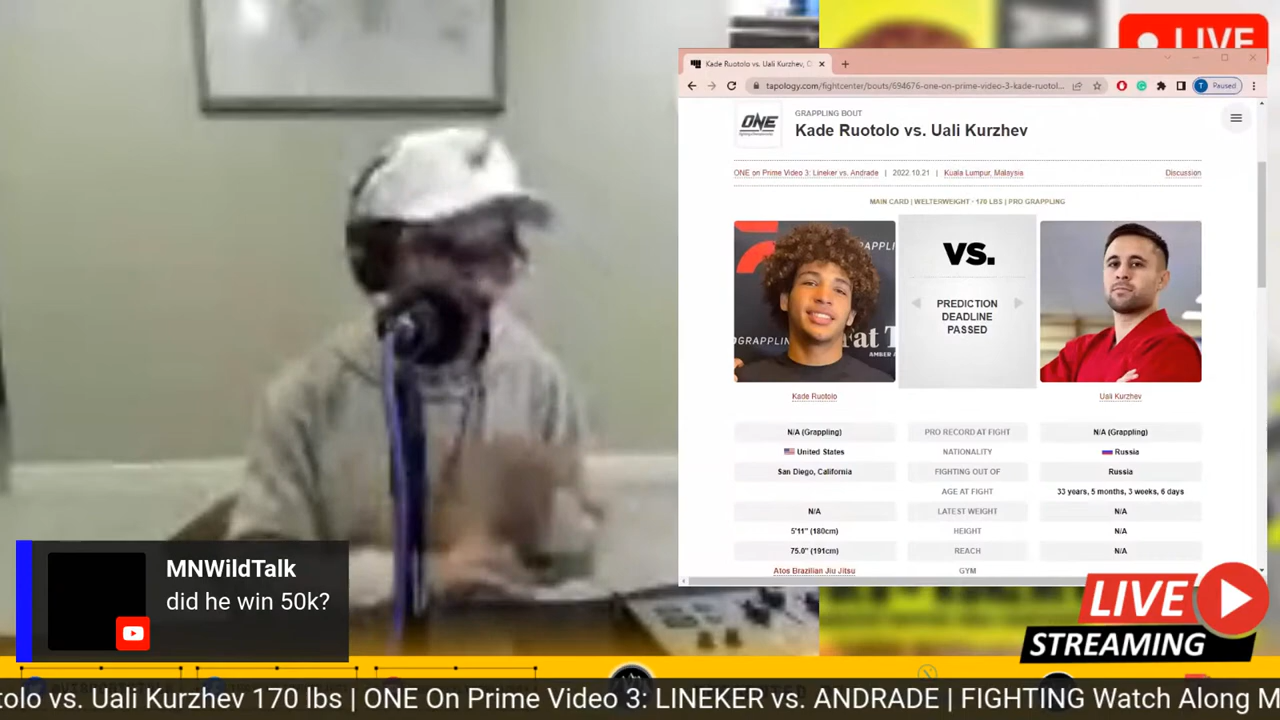 LIVE
Kade Ruotolo vs. Uali Kurzhev, O
tapology.com/fightcenter/bouts/694676-one-on-prime-video-3-kade-ruotol...
T Paused
ONE
GRAPPLING BOUT
Kade Ruotolo vs. Uali Kurzhev
ONE on Prime Video 3: Lineker vs. Andrade | 2022.10.21 | Kuala Lumpur, Malaysia
Discussion
MAIN CARD | WELTERWEIGHT · 170 LBS | PRO GRAPPLING
VS.
PREDICTION
DEADLINE
PASSED
Kade Ruotolo
Uali Kurzhev
N/A (Grappling) PRO RECORD AT FIGHT N/A (Grappling)
United States NATIONALITY Russia
San Diego, California FIGHTING OUT OF Russia
AGE AT FIGHT 33 years, 5 months, 3 weeks, 6 days
N/A LATEST WEIGHT N/A
5'11" (180cm) HEIGHT N/A
75.0" (191cm) REACH N/A
Atos Brazilian Jiu Jitsu GYM
MNWildTalk
did he win 50k?
LIVE
STREAMING
tolo vs. Uali Kurzhev 170 lbs | ONE On Prime Video 3: LINEKER vs. ANDRADE | FIGHTING Watch Along M